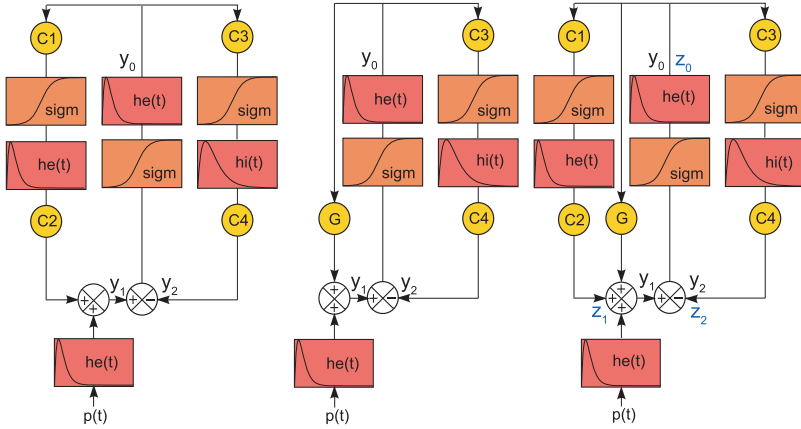 C1
C3
y0
sigm
he(t)
sigm
he(t)
sigm
hi(t)
C2
C4
+
+
+
y1
+
−
y2
he(t)
p(t)
C3
y0
he(t)
sigm
sigm
hi(t)
G
C4
+
+
y1
+
−
y2
he(t)
p(t)
C1
C3
y0
z0
sigm
he(t)
sigm
he(t)
sigm
hi(t)
C2
G
C4
+
+
+
y1
+
−
y2
z1
z2
he(t)
p(t)